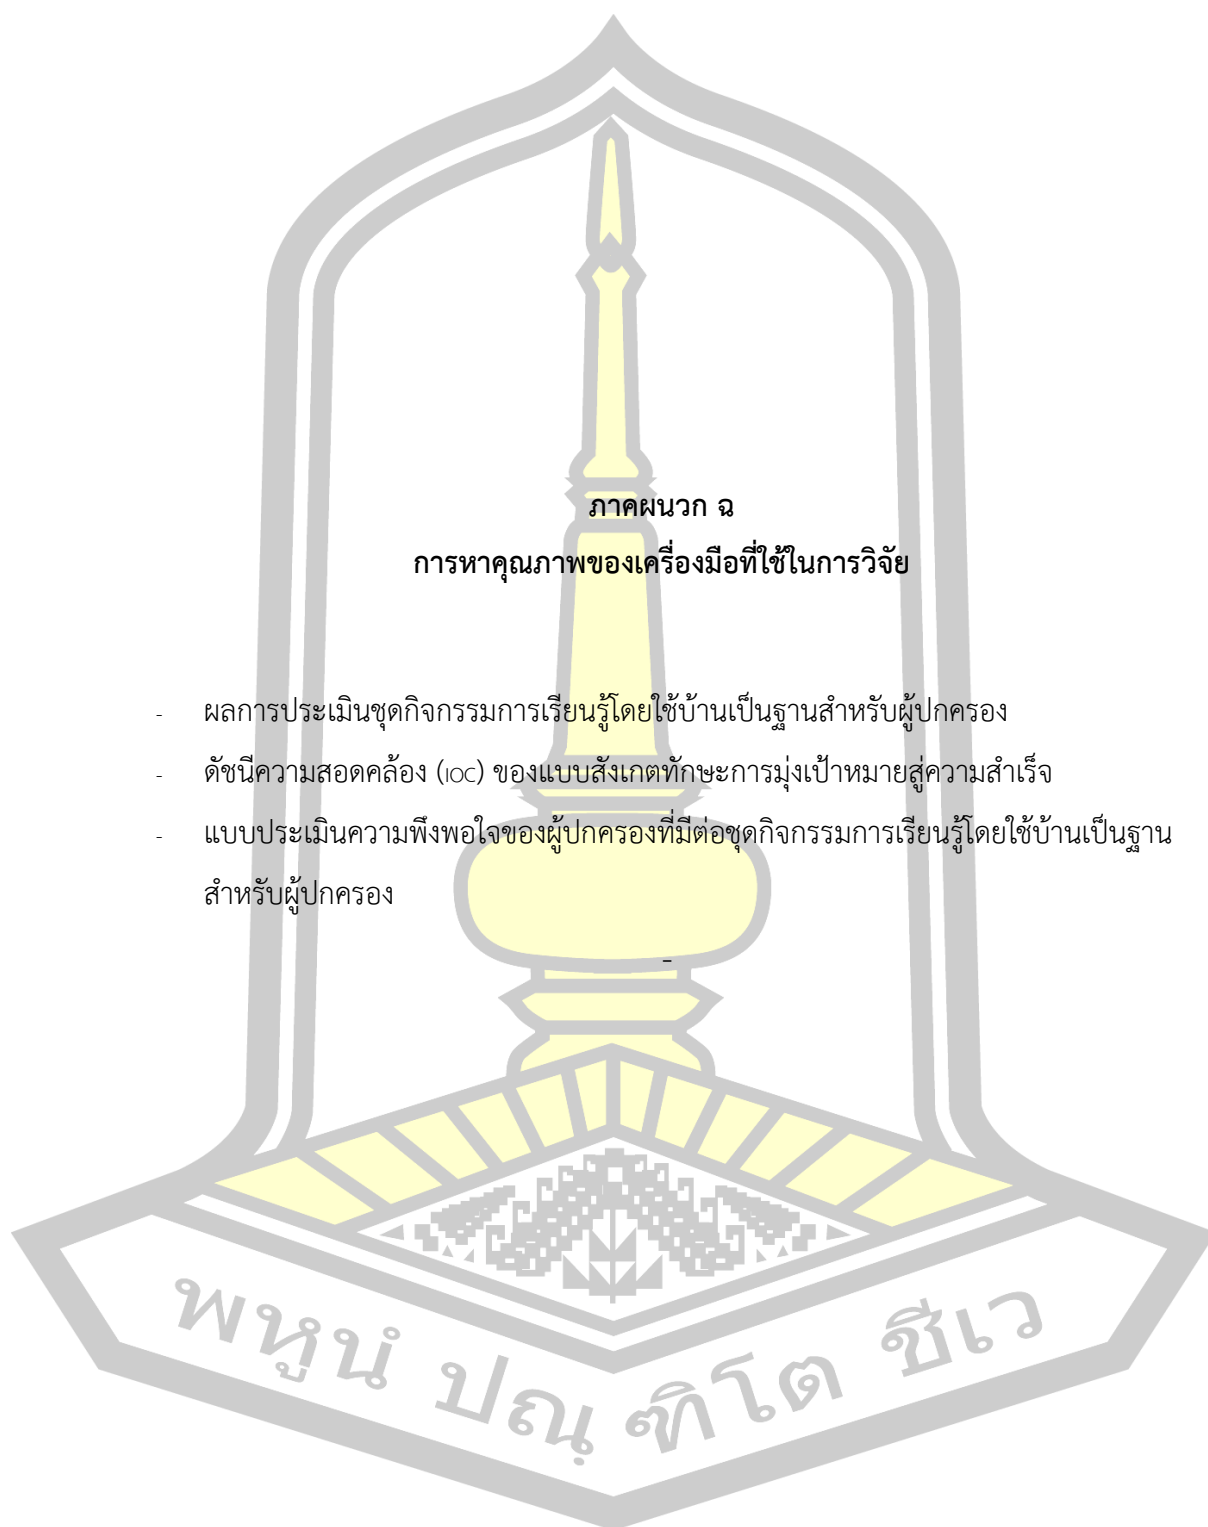 ภาคผนวก ฉ
การหาคุณภาพของเครื่องมือที่ใช้ในการวิจัย
- ผลการประเมินชุดกิจกรรมการเรียนรู้โดยใช้บ้านเป็นฐานสำหรับผู้ปกครอง
- ดัชนีความสอดคล้อง (IOC) ของแบบสังเกตทักษะการมุ่งเป้าหมายสู่ความสำเร็จ
- แบบประเมินความพึงพอใจของผู้ปกครองที่มีต่อชุดกิจกรรมการเรียนรู้โดยใช้บ้านเป็นฐาน
สำหรับผู้ปกครอง
-
พหูนํ ปณฺฑิโต ชีเว